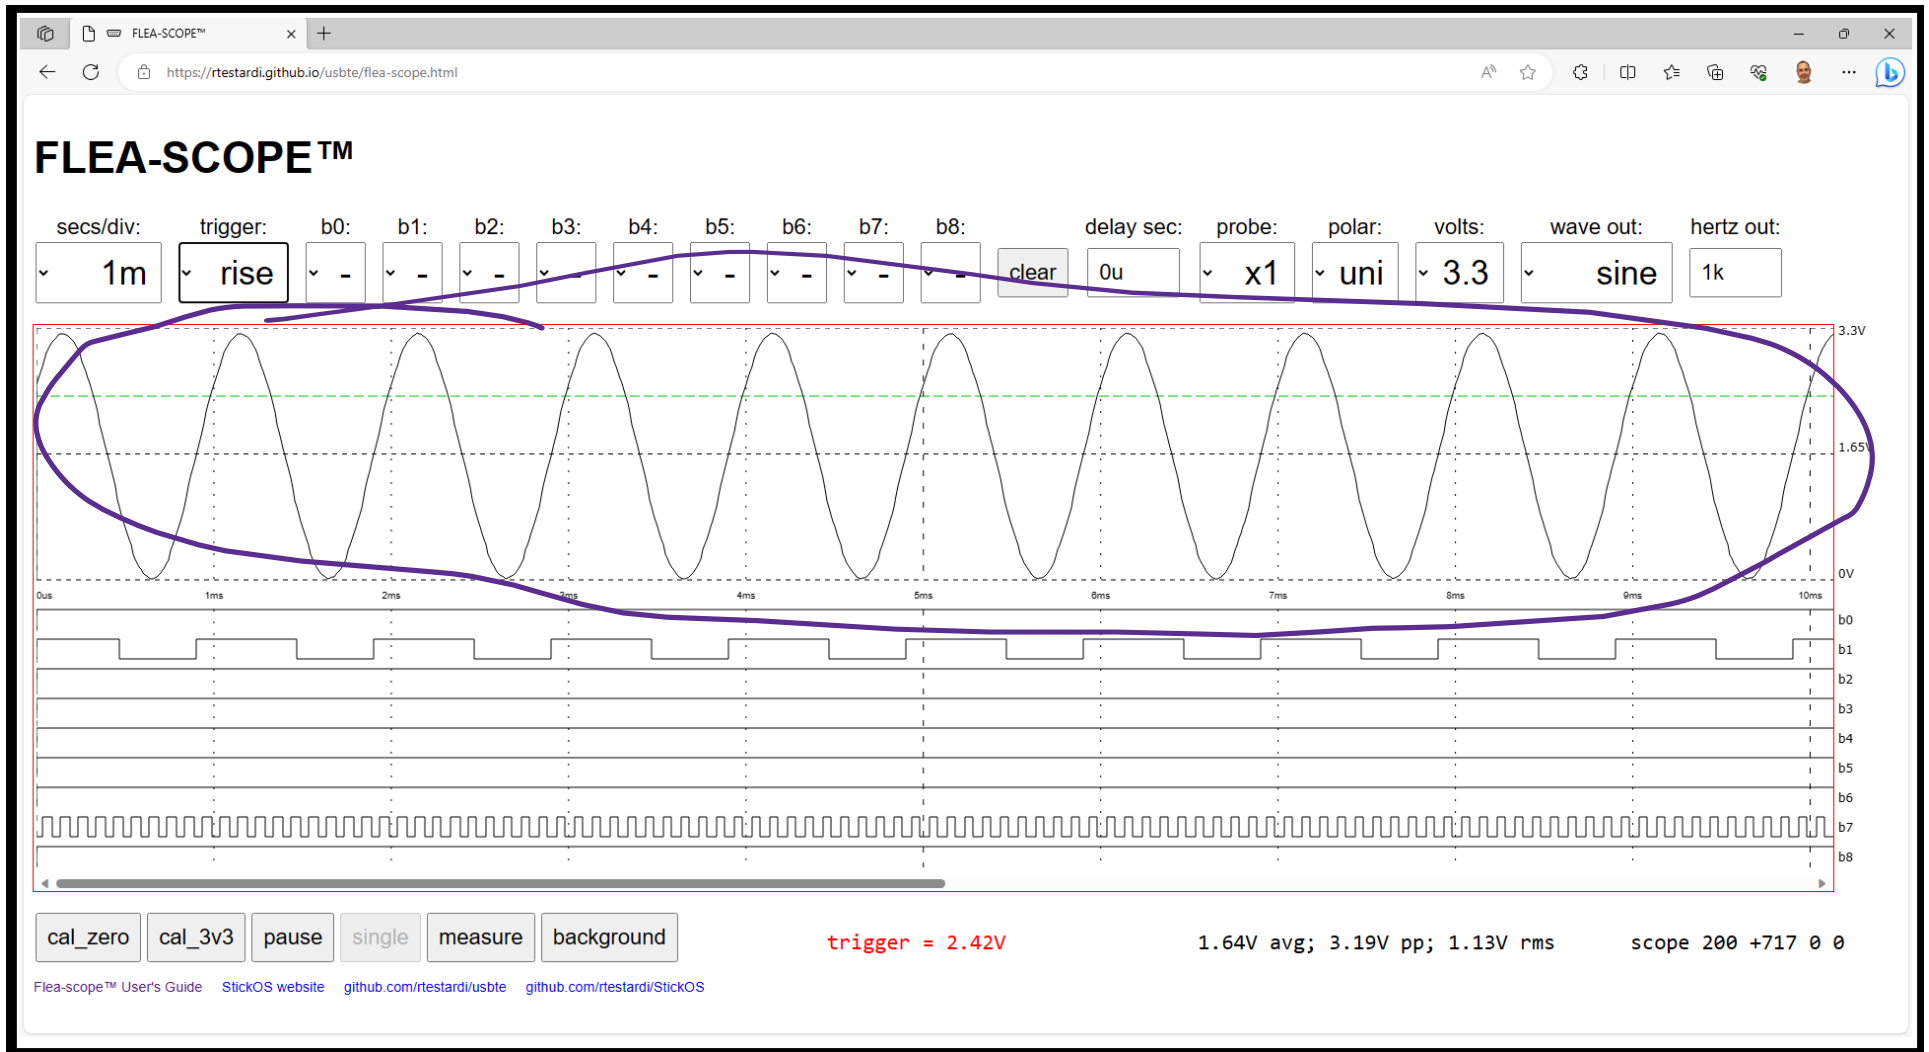 FLEA-SCOPE™
https://rtestardi.github.io/usbte/flea-scope.html
FLEA-SCOPE™
secs/div: trigger: b0: b1: b2: b3: b4: b5: b6: b7: b8: delay sec: probe: polar: volts: wave out: hertz out:
1m rise - - - - - - - - - clear 0u x1 uni 3.3 sine 1k
3.3V
1.65V
0V
0us 1ms 2ms 3ms 4ms 5ms 6ms 7ms 8ms 9ms 10ms
b0
b1
b2
b3
b4
b5
b6
b7
b8
cal_zero cal_3v3 pause single measure background trigger = 2.42V 1.64V avg; 3.19V pp; 1.13V rms scope 200 +717 0 0
Flea-scope™ User's Guide StickOS website github.com/rtestardi/usbte github.com/rtestardi/StickOS